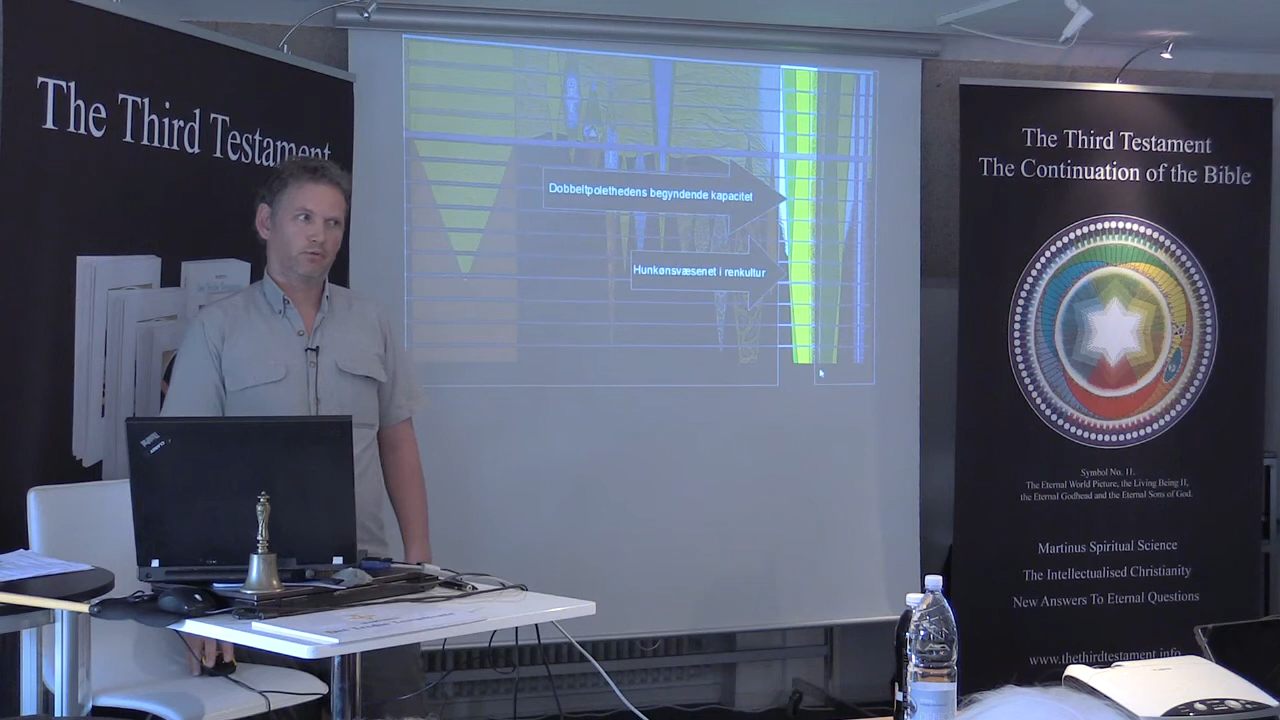 The Third Testament
Dobbeltpolethedens begyndende kapacitet
Hunkønsvæsenet i renkultur
The Third Testament
The Continuation of the Bible
Symbol No. 11.
The Eternal World Picture, the Living Being II,
the Eternal Godhead and the Eternal Sons of God.
Martinus Spiritual Science
The Intellectualised Christianity
New Answers To Eternal Questions
www.thethirdtestament.info